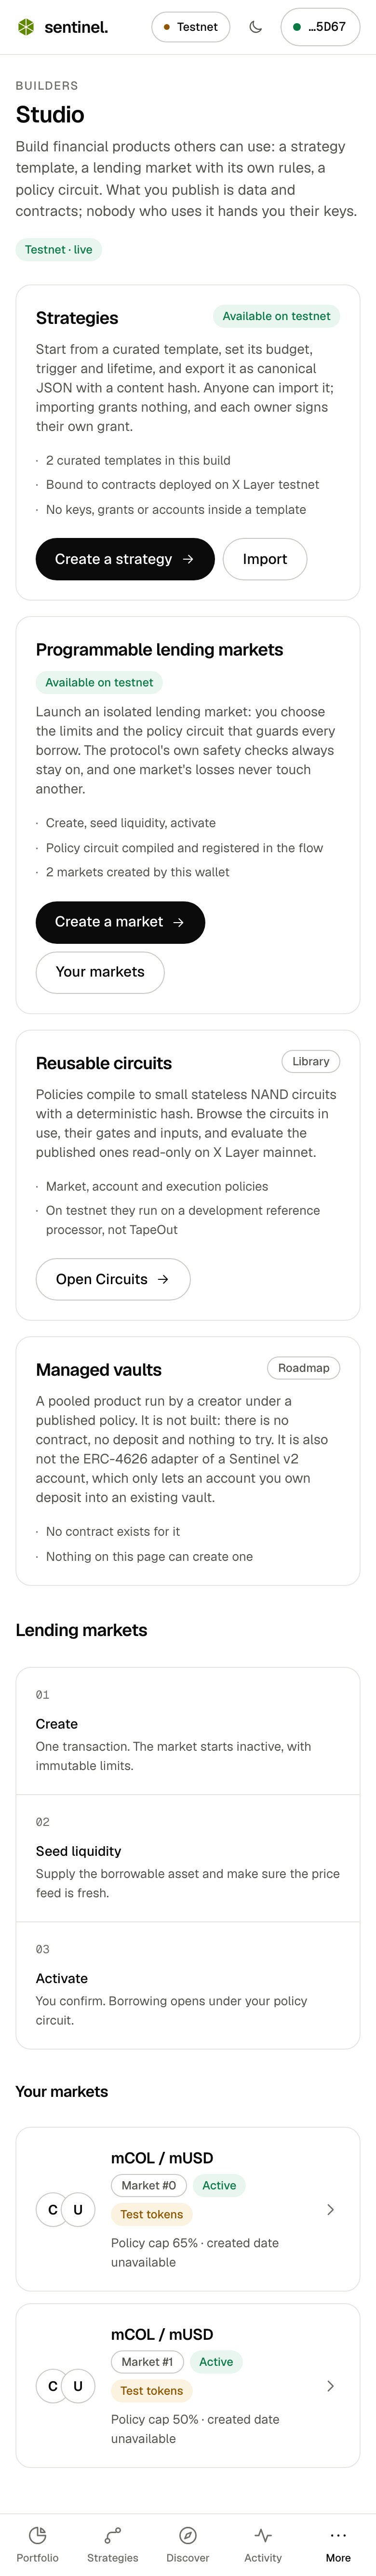 sentinel.
Testnet
...5D67
BUILDERS
Studio
Build financial products others can use: a strategy
template, a lending market with its own rules, a
policy circuit. What you publish is data and
contracts; nobody who uses it hands you their keys.
Testnet · live
Strategies
Available on testnet
Start from a curated template, set its budget,
trigger and lifetime, and export it as canonical
JSON with a content hash. Anyone can import it;
importing grants nothing, and each owner signs
their own grant.
· 2 curated templates in this build
· Bound to contracts deployed on X Layer testnet
· No keys, grants or accounts inside a template
Create a strategy →
Import
Programmable lending markets
Available on testnet
Launch an isolated lending market: you choose
the limits and the policy circuit that guards every
borrow. The protocol's own safety checks always
stay on, and one market's losses never touch
another.
· Create, seed liquidity, activate
· Policy circuit compiled and registered in the flow
· 2 markets created by this wallet
Create a market →
Your markets
Reusable circuits
Library
Policies compile to small stateless NAND circuits
with a deterministic hash. Browse the circuits in
use, their gates and inputs, and evaluate the
published ones read-only on X Layer mainnet.
· Market, account and execution policies
· On testnet they run on a development reference
processor, not TapeOut
Open Circuits →
Managed vaults
Roadmap
A pooled product run by a creator under a
published policy. It is not built: there is no
contract, no deposit and nothing to try. It is also
not the ERC-4626 adapter of a Sentinel v2
account, which only lets an account you own
deposit into an existing vault.
· No contract exists for it
· Nothing on this page can create one
Lending markets
01
Create
One transaction. The market starts inactive, with
immutable limits.
02
Seed liquidity
Supply the borrowable asset and make sure the price
feed is fresh.
03
Activate
You confirm. Borrowing opens under your policy
circuit.
Your markets
C U
mCOL / mUSD
Market #0
Active
Test tokens
Policy cap 65% · created date
unavailable
C U
mCOL / mUSD
Market #1
Active
Test tokens
Policy cap 50% · created date
unavailable
Portfolio
Strategies
Discover
Activity
More